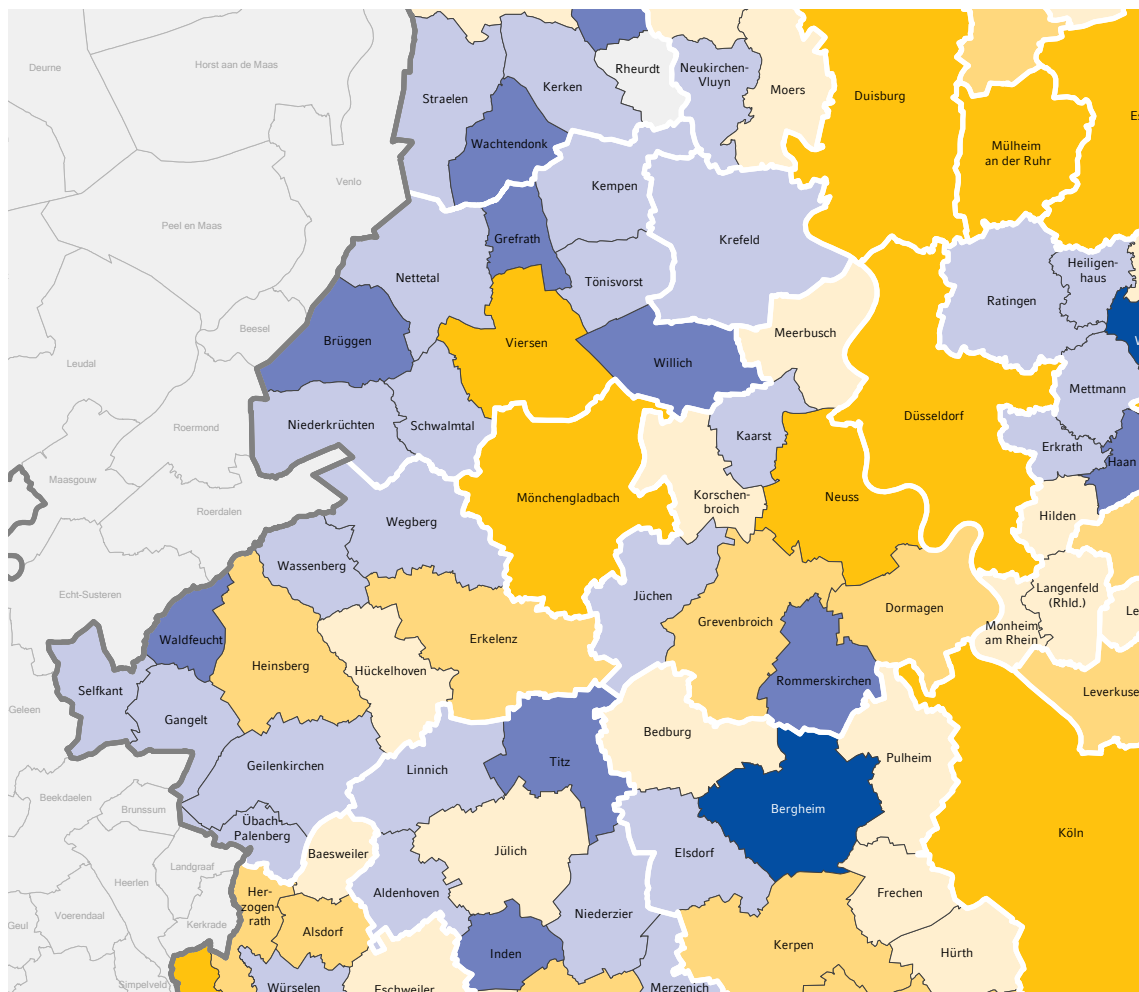 Deurne
Horst aan de Maas
Straelen
Kerken
Rheurdt
Neukirchen-
Vluyn
Moers
Duisburg
Wachtendonk
Mülheim
an der Ruhr
Venlo
Kempen
Peel en Maas
Grefrath
Krefeld
Nettetal
Tönisvorst
Heiligen-
haus
Ratingen
Beesel
Brüggen
Viersen
Meerbusch
Willich
Leudal
Mettmann
Düsseldorf
Roermond
Niederkrüchten
Schwalmtal
Kaarst
Erkrath
Haan
Maasgouw
Mönchengladbach
Korschen-
broich
Neuss
Roerdalen
Wegberg
Hilden
Wassenberg
Echt-Susteren
Jüchen
Langenfeld
(Rhld.)
Dormagen
Le
Waldfeucht
Erkelenz
Grevenbroich
Monheim
am Rhein
Heinsberg
Hückelhoven
Rommerskirchen
Selfkant
Leverkuse
Geleen
Gangelt
Bedburg
Pulheim
Geilenkirchen
Linnich
Titz
Beekdaelen
Brunssum
Bergheim
Übach-
Palenberg
Köln
Baesweiler
Jülich
Elsdorf
Landgraaf
Heerlen
Her-
zogen-
rath
Aldenhoven
Frechen
Voerendaal
Niederzier
Geul
Kerkrade
Alsdorf
Kerpen
Inden
Hürth
Simpelveld
Würselen
Eschweiler
Merzenich